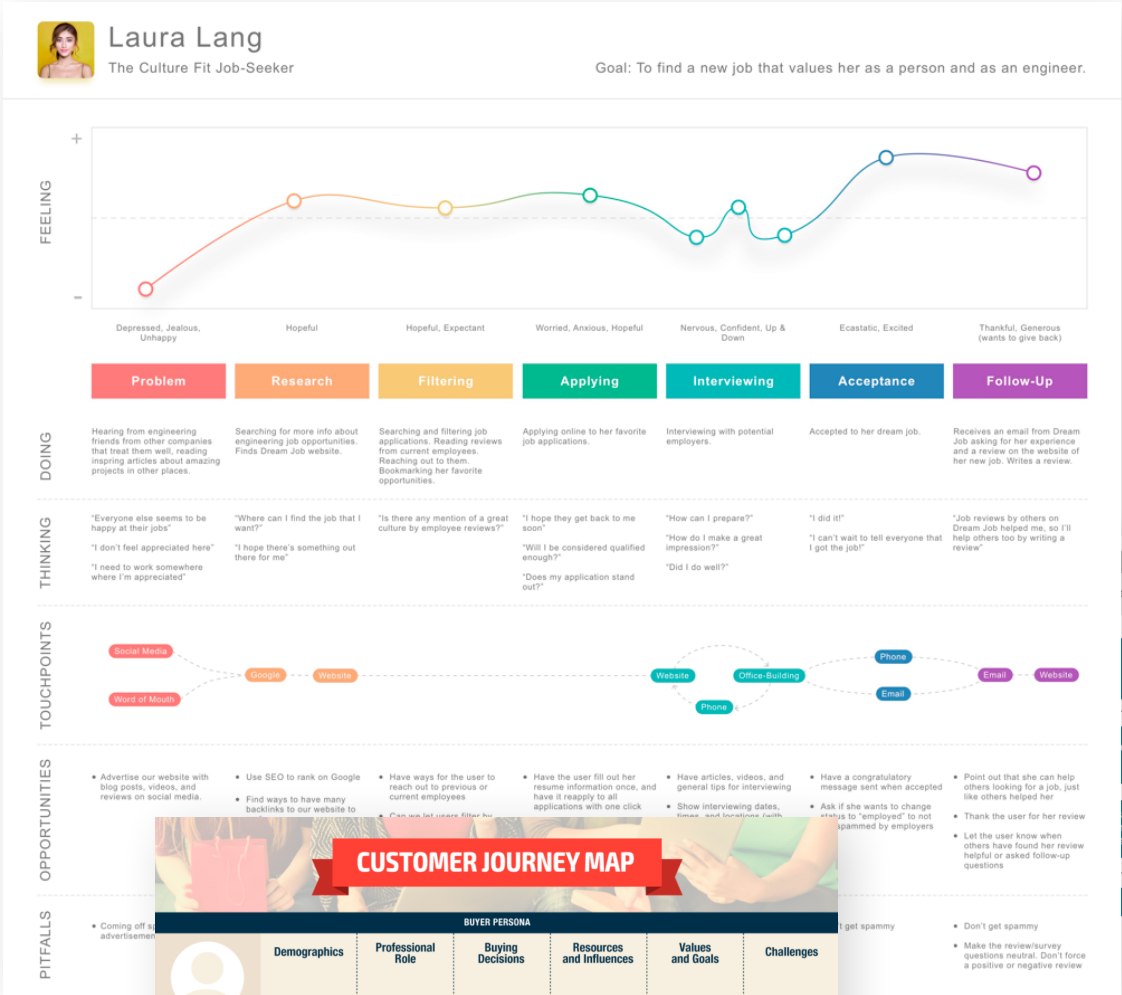 Laura Lang
The Culture Fit Job-Seeker
Goal: To find a new job that values her as a person and as an engineer.
+
FEELING
–
Depressed, Jealous,
Unhappy
Hopeful
Hopeful, Expectant
Worried, Anxious, Hopeful
Nervous, Confident, Up &
Down
Ecastatic, Excited
Thankful, Generous
(wants to give back)
Problem
Research
Filtering
Applying
Interviewing
Acceptance
Follow-Up
DOING
Hearing from engineering
friends from other companies
that treat them well, reading
inspring articles about amazing
projects in other places.
Searching for more info about
engineering job opportunities.
Finds Dream Job website.
Searching and filtering job
applications. Reading reviews
from current employees.
Reaching out to them.
Bookmarking her favorite
opportunities.
Applying online to her favorite
job applications.
Interviewing with potential
employers.
Accepted to her dream job.
Receives an email from Dream
Job asking for her experience
and a review on the website of
her new job. Writes a review.
THINKING
“Everyone else seems to be
happy at their jobs”
“I don’t feel appreciated here”
“I need to work somewhere
where I’m appreciated”
“Where can I find the job that I
want?”
“I hope there’s something out
there for me”
“Is there any mention of a great
culture by employee reviews?”
“I hope they get back to me
soon”
“Will I be considered qualified
enough?”
“Does my application stand
out?”
“How can I prepare?”
“How do I make a great
impression?”
“Did I do well?”
“I did it!”
“I can’t wait to tell everyone that
I got the job!”
“Job reviews by others on
Dream Job helped me, so I’ll
help others too by writing a
review”
TOUCHPOINTS
Social Media
Word of Mouth
Google
Website
Website
Office-Building
Phone
Phone
Email
Email
Website
OPPORTUNITIES
• Advertise our website with
blog posts, videos, and
reviews on social media.
• Use SEO to rank on Google
• Find ways to have many
backlinks to our website to
• Have ways for the user to
reach out to previous or
current employees
• Can we let users filter by
• Have the user fill out her
resume information once, and
have it reapply to all
applications with one click
• Have articles, videos, and
general tips for interviewing
• Show interviewing dates,
times, and locations (with
• Have a congratulatory
message sent when accepted
• Ask if she wants to change
status to “employed” to not
spammed by employers
• Point out that she can help
others looking for a job, just
like others helped her
• Thank the user for her review
• Let the user know when
others have found her review
helpful or asked follow-up
questions
PITFALLS
• Coming off
get spammy
• Don’t get spammy
• Make the review/survey
questions neutral. Don’t force
a positive or negative review
CUSTOMER JOURNEY MAP
BUYER PERSONA
Demographics
Professional
Role
Buying
Decisions
Resources
and Influences
Values
and Goals
Challenges